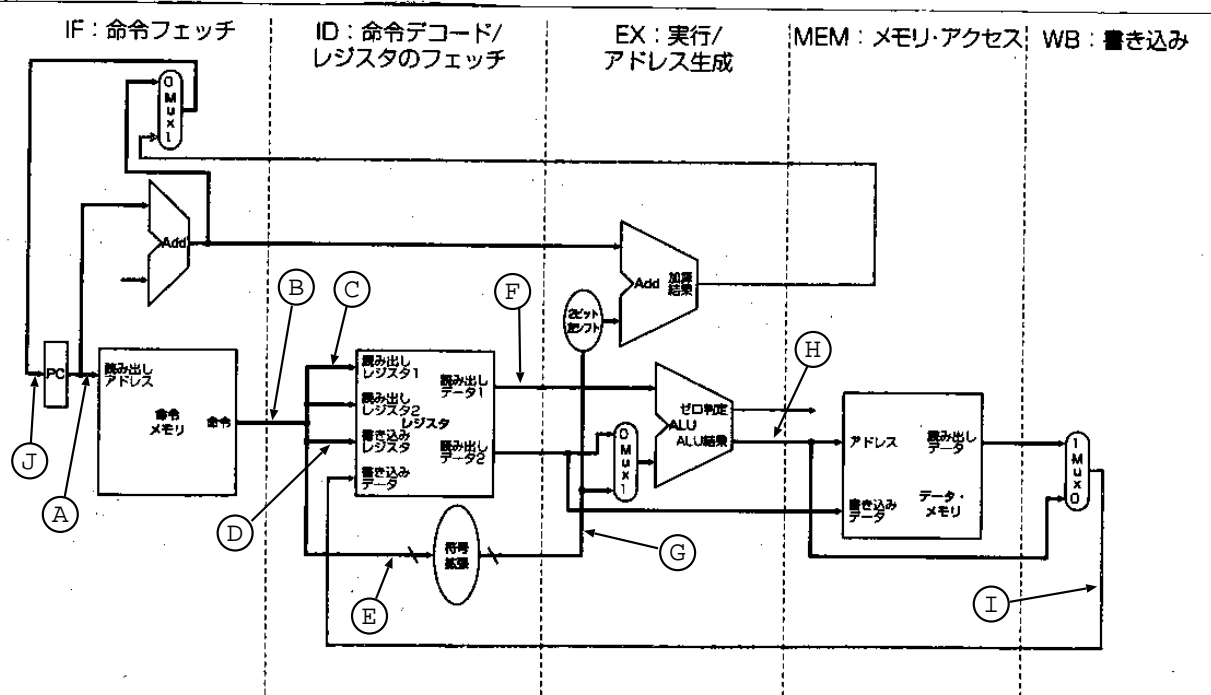 IF：命令フェッチ
ID：命令デコード/
レジスタのフェッチ
EX：実行/
アドレス生成
MEM：メモリ・アクセス
WB：書き込み
0
M
u
x
1
Add
Add
加算
結果
B
C
F
2ビット
左シフト
H
PC
読み出し
アドレス
命令
メモリ
命令
読み出し
レジスタ1
読み出し
レジスタ2
レジスタ
書き込み
レジスタ
書き込み
データ
読み出し
データ1
読み出し
データ2
0
M
u
x
1
ゼロ判定
ALU
ALU結果
アドレス
読み出し
データ
書き込み
データ
データ・
メモリ
1
M
u
x
0
J
A
D
符号
拡張
E
G
I